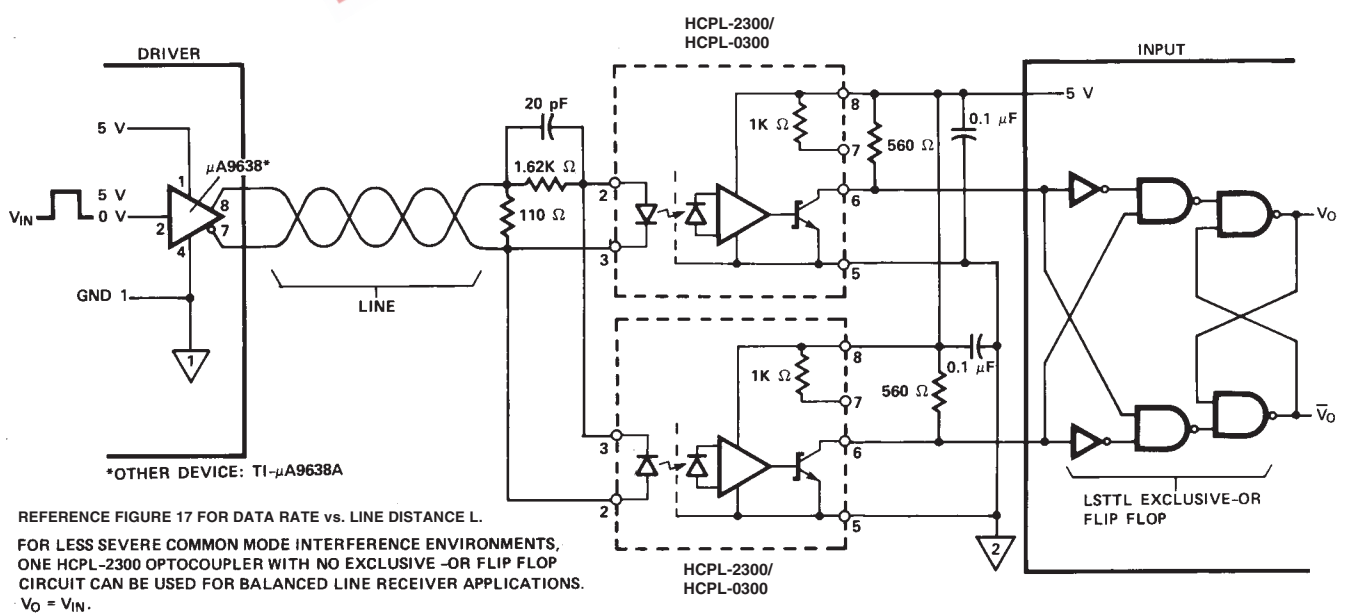 HCPL-2300/
HCPL-0300
DRIVER
INPUT
20 pF
8
5 V
1K Ω
0.1 μF
5 V
μA9638*
560 Ω
1
1.62K Ω
7
5 V
2
6
VIN
0 V
8
110 Ω
VO
2
7
4
3
5
GND 1
LINE
1
8
0.1 μF
1K Ω
560 Ω
7
VO
3
6
*OTHER DEVICE: TI-μA9638A
2
LSTTL EXCLUSIVE-OR
FLIP FLOP
5
REFERENCE FIGURE 17 FOR DATA RATE vs. LINE DISTANCE L.
2
FOR LESS SEVERE COMMON MODE INTERFERENCE ENVIRONMENTS,
ONE HCPL-2300 OPTOCOUPLER WITH NO EXCLUSIVE -OR FLIP FLOP
CIRCUIT CAN BE USED FOR BALANCED LINE RECEIVER APPLICATIONS.
VO = VIN.
HCPL-2300/
HCPL-0300